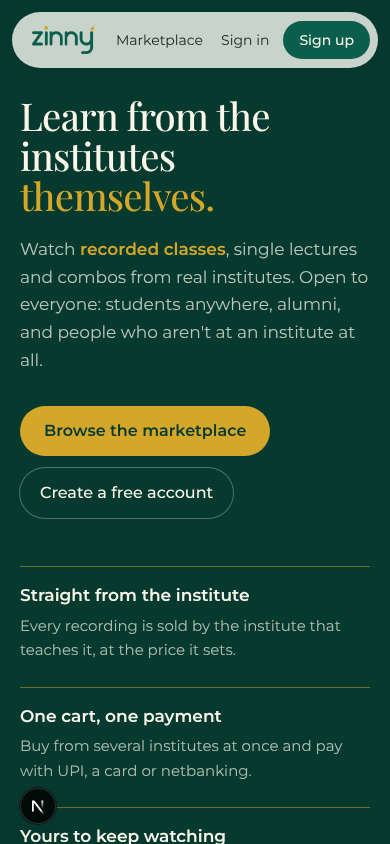 zinny
Marketplace
Sign in
Sign up
Learn from the
institutes
themselves.
Watch recorded classes, single lectures
and combos from real institutes. Open to
everyone: students anywhere, alumni,
and people who aren't at an institute at
all.
Browse the marketplace
Create a free account
Straight from the institute
Every recording is sold by the institute that
teaches it, at the price it sets.
One cart, one payment
Buy from several institutes at once and pay
with UPI, a card or netbanking.
N
Yours to keep watching